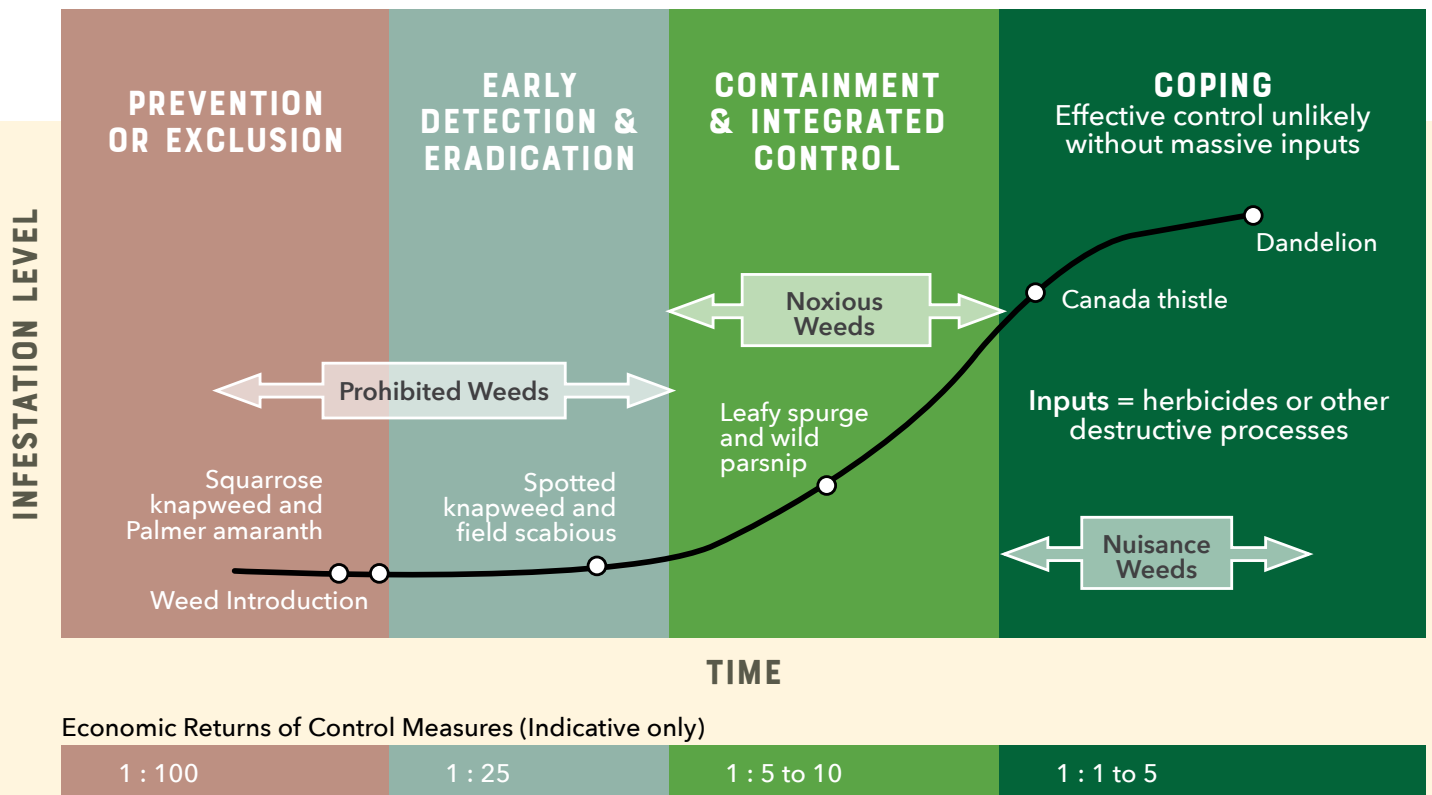 PREVENTION
OR EXCLUSION
EARLY
DETECTION &
ERADICATION
CONTAINMENT
& INTEGRATED
CONTROL
COPING
Effective control unlikely
without massive inputs
INFESTATION LEVEL
Dandelion
Canada thistle
Noxious
Weeds
Prohibited Weeds
Inputs = herbicides or other
destructive processes
Leafy spurge
and wild
parsnip
Squarrose
knapweed and
Palmer amaranth
Spotted
knapweed and
field scabious
Nuisance
Weeds
Weed Introduction
TIME
Economic Returns of Control Measures (Indicative only)
1 : 100
1 : 25
1 : 5 to 10
1 : 1 to 5